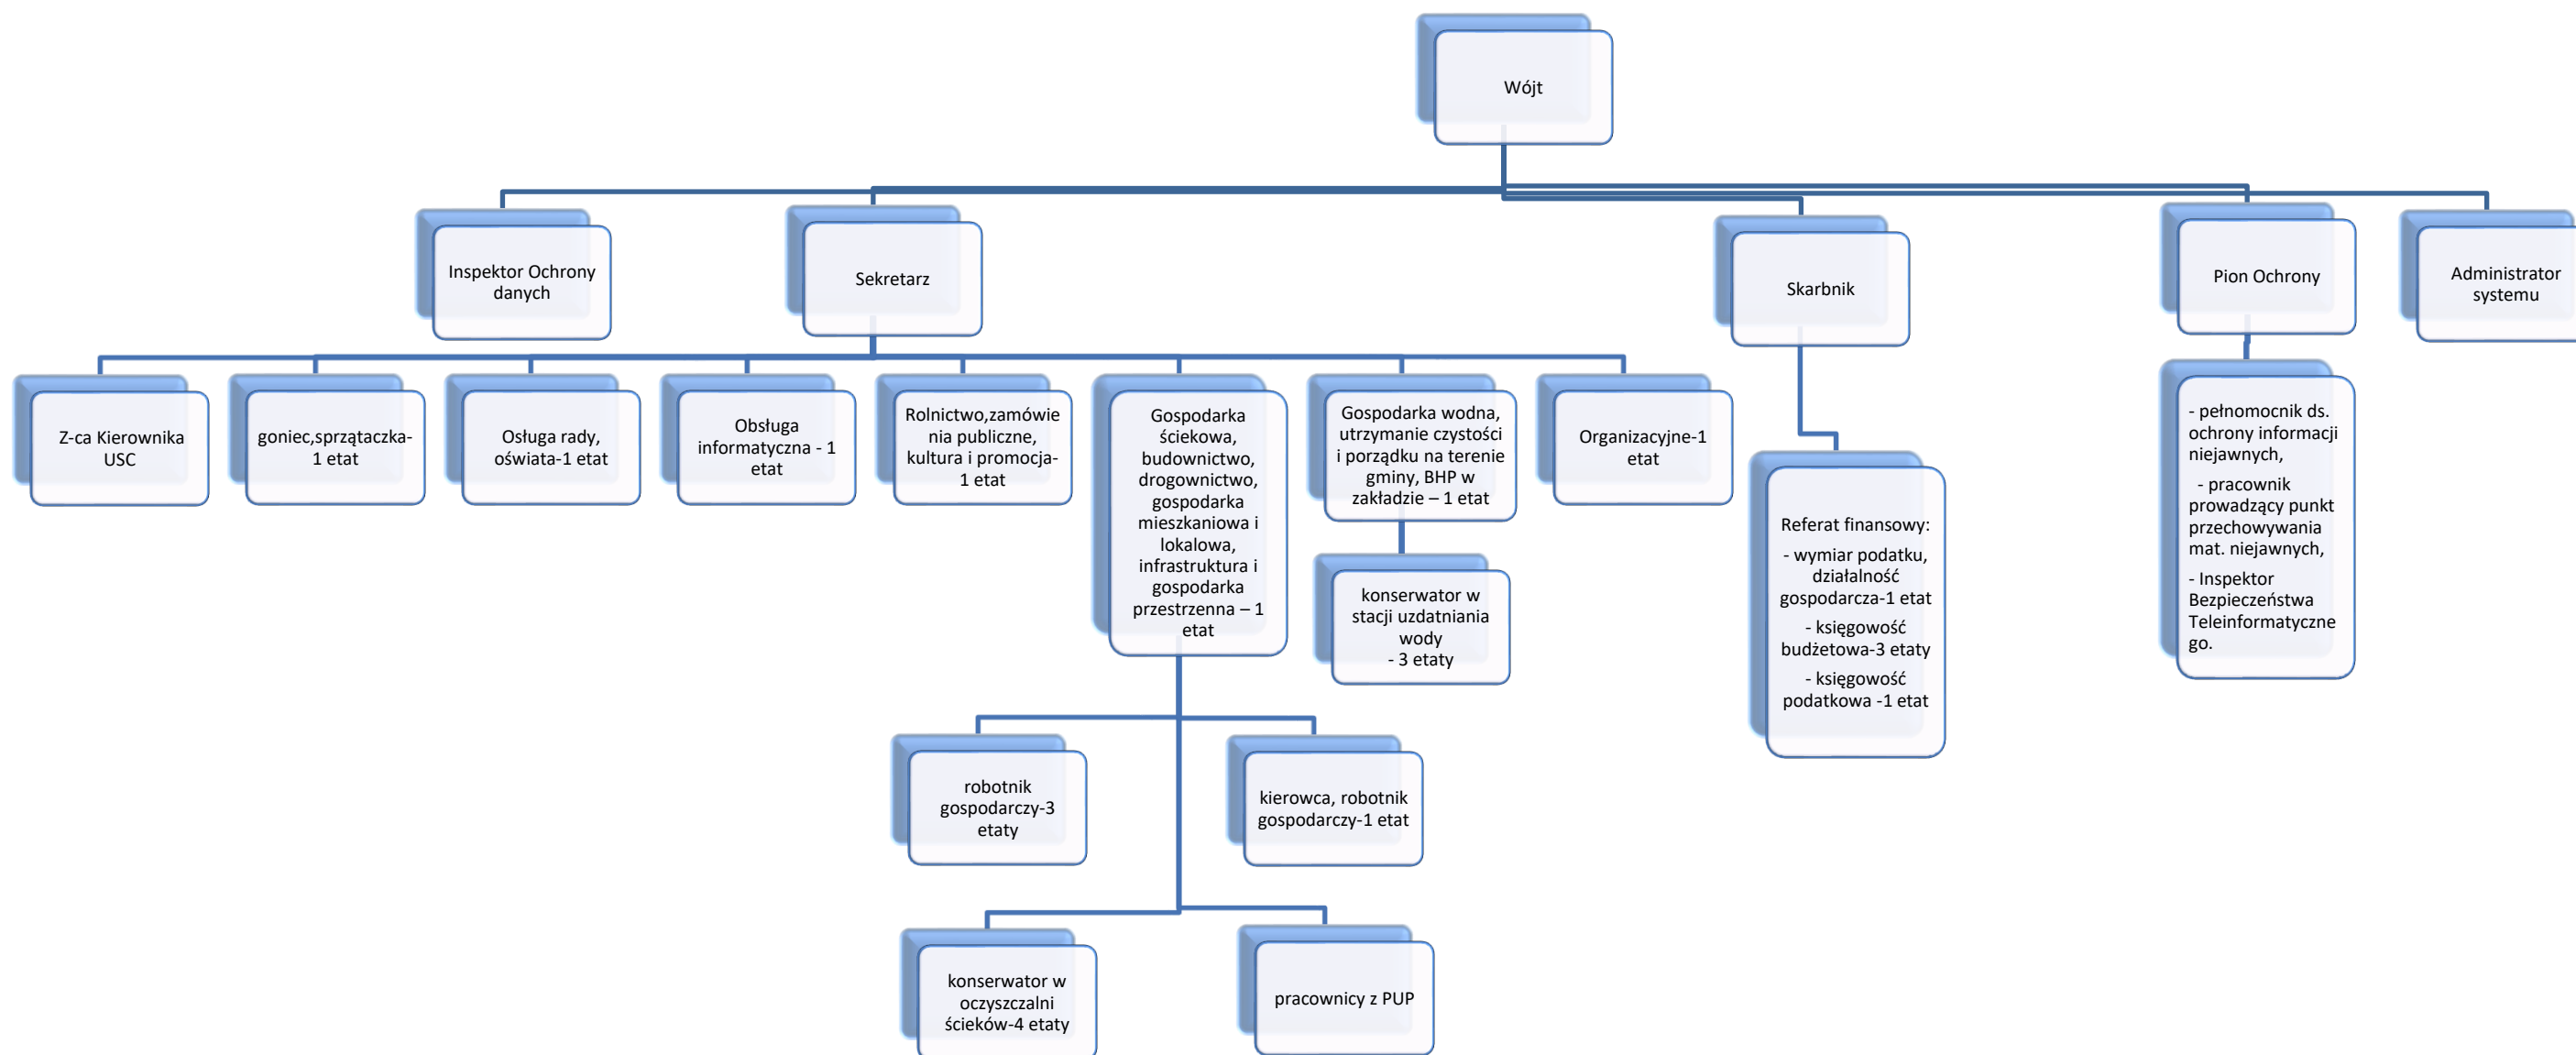 Wójt
Inspektor Ochrony
danych
Sekretarz
Skarbnik
Pion Ochrony
Administrator
systemu
Z-ca Kierownika
USC
goniec,sprzątaczka-
1 etat
Osługa rady,
oświata-1 etat
Obsługa
informatyczna - 1
etat
Rolnictwo,zamówie
nia publiczne,
kultura i promocja-
1 etat
Gospodarka
ściekowa,
budownictwo,
drogownictwo,
gospodarka
mieszkaniowa i
lokalowa,
infrastruktura i
gospodarka
przestrzenna – 1
etat
Gospodarka wodna,
utrzymanie czystości
i porządku na terenie
gminy, BHP w
zakładzie – 1 etat
Organizacyjne-1
etat
konserwator w
stacji uzdatniania
wody
- 3 etaty
Referat finansowy:
- wymiar podatku,
działalność
gospodarcza-1 etat
- księgowość
budżetowa-3 etaty
- księgowość
podatkowa -1 etat
- pełnomocnik ds.
ochrony informacji
niejawnych,
- pracownik
prowadzący punkt
przechowywania
mat. niejawnych,
- Inspektor
Bezpieczeństwa
Teleinformatyczne
go.
robotnik
gospodarczy-3
etaty
kierowca, robotnik
gospodarczy-1 etat
konserwator w
oczyszczalni
ścieków-4 etaty
pracownicy z PUP